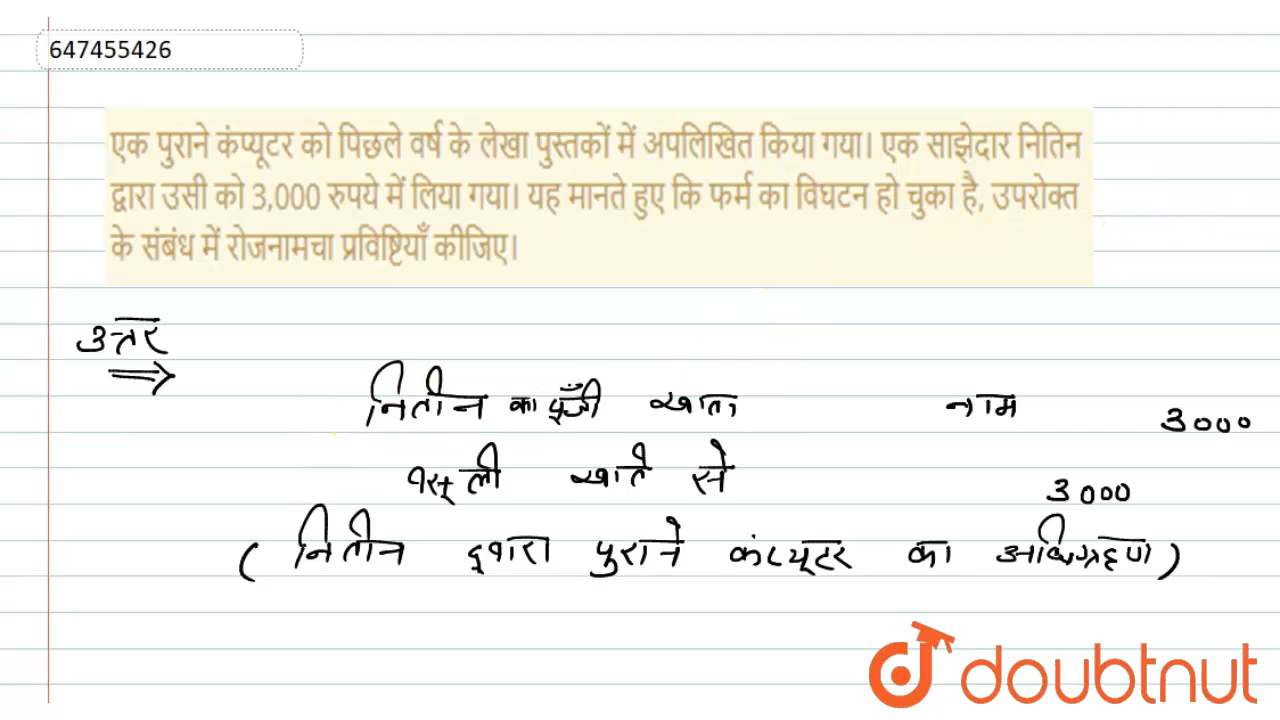 647455426
एक पुराने कंप्यूटर को पिछले वर्ष के लेखा पुस्तकों में अपलिखित किया गया। एक साझेदार नितिन
द्वारा उसी को 3,000 रुपये में लिया गया। यह मानते हुए कि फर्म का विघटन हो चुका है, उपरोक्त
के संबंध में रोजनामचा प्रविष्टियाँ कीजिए।
उत्तर
नितीन का पूँजी खाता नाम 3000
वसूली खाते से 3000
( नितीन द्वारा पुराने कंप्यूटर का अधिग्रहण )
doubtnut